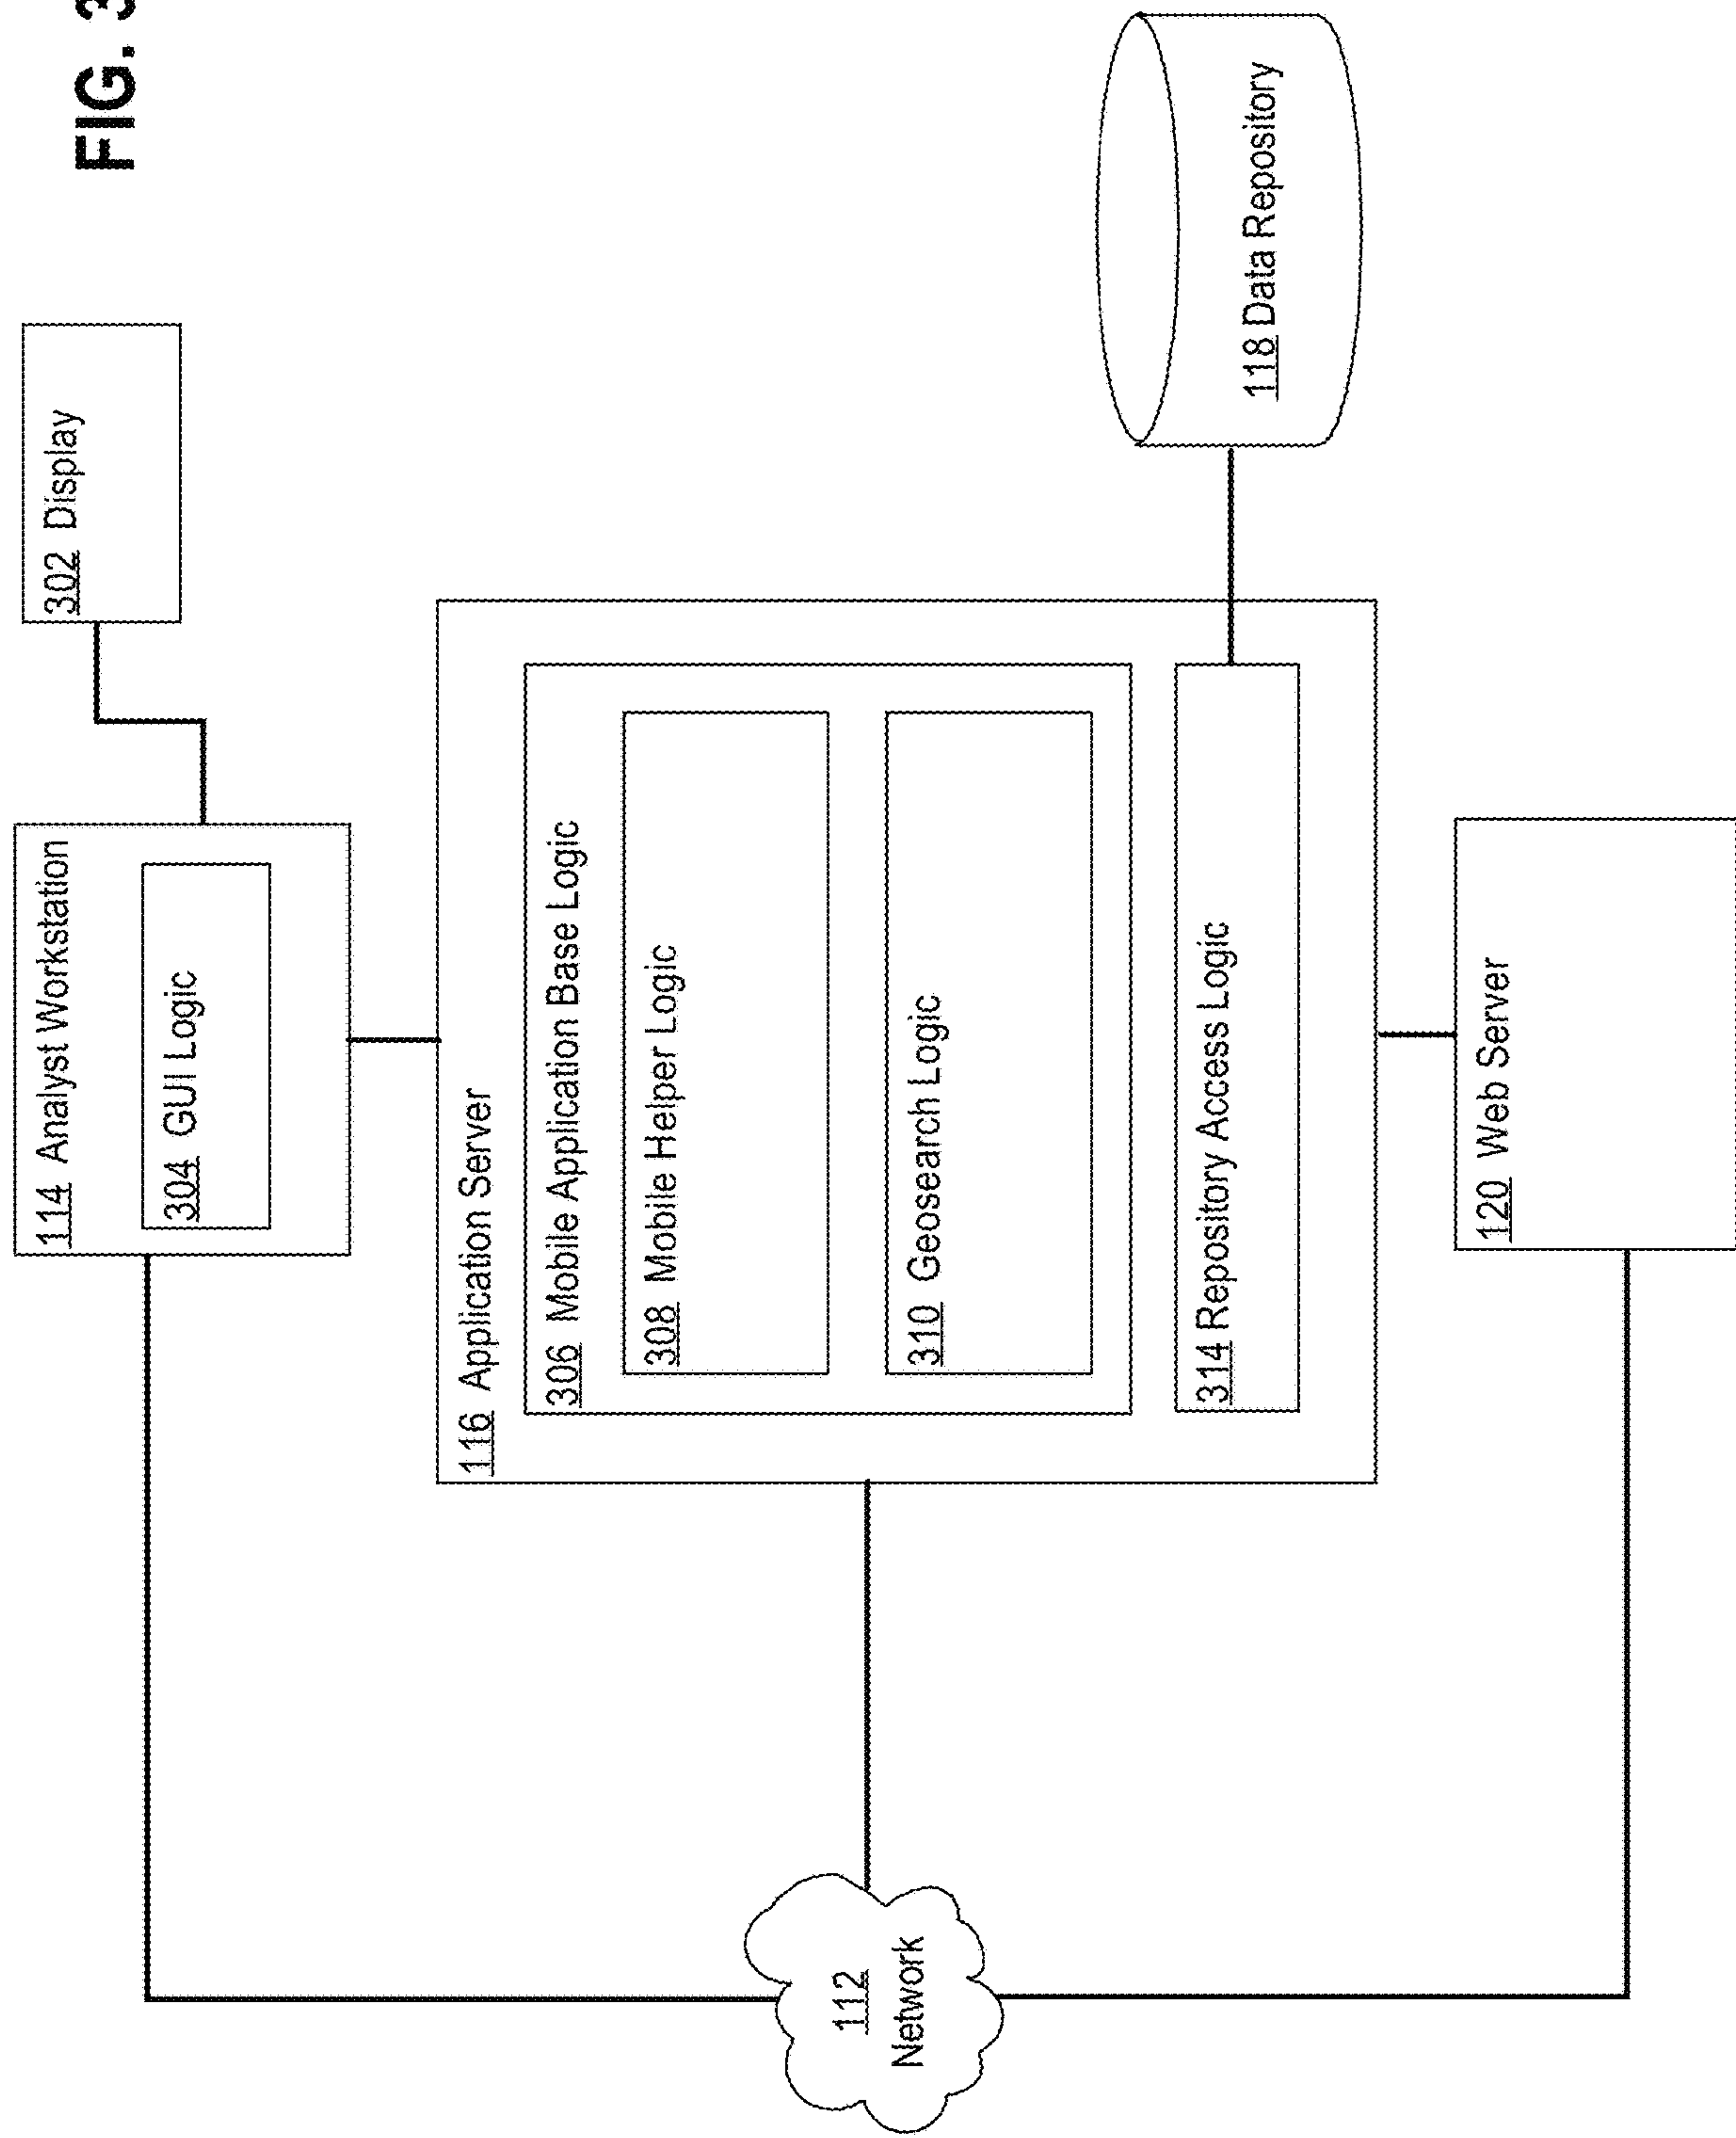 FIG. 3
302 Display
114 Analyst Workstation
304 GUI Logic
116 Application Server
306 Mobile Application Base Logic
308 Mobile Helper Logic
310 Geosearch Logic
314 Repository Access Logic
118 Data Repository
112
Network
120 Web Server